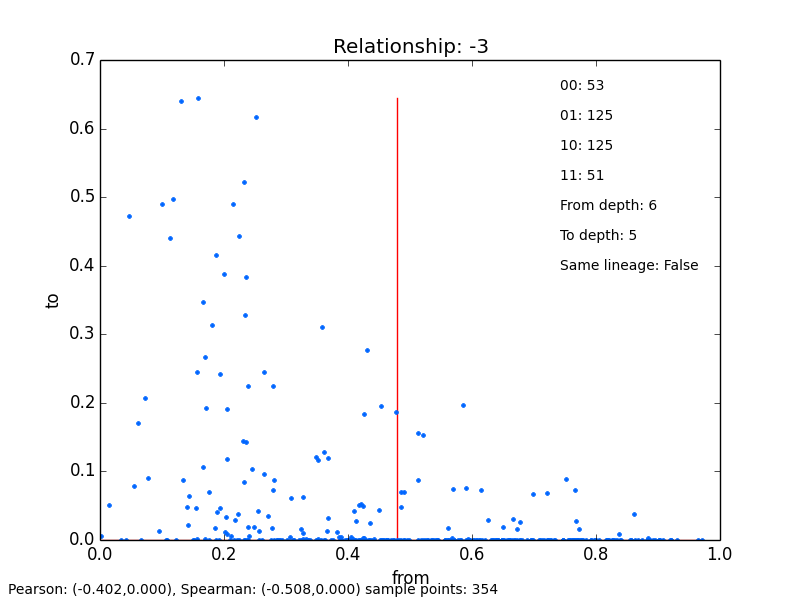 Relationship: -3
0.7
0.6
0.5
0.4
0.3
0.2
0.1
0.0
to
00: 53
01: 125
10: 125
11: 51
From depth: 6
To depth: 5
Same lineage: False
0.0 0.2 0.4 0.6 0.8 1.0
from
Pearson: (-0.402,0.000), Spearman: (-0.508,0.000) sample points: 354